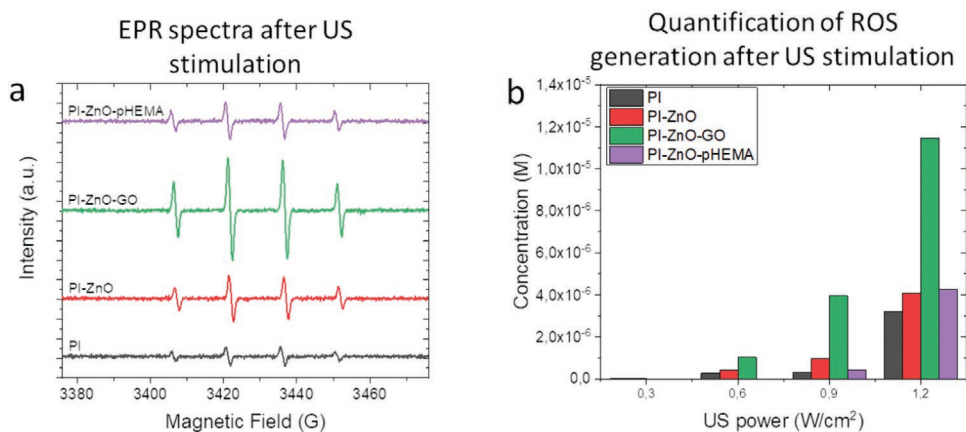 EPR spectra after US
stimulation
a
PI-ZnO-pHEMA
PI-ZnO-GO
PI-ZnO
PI
Intensity (a.u.)
3380 3400 3420 3440 3460
Magnetic Field (G)
Quantification of ROS
generation after US stimulation
b
PI
PI-ZnO
PI-ZnO-GO
PI-ZnO-pHEMA
1,4x10⁻⁵
1,2x10⁻⁵
1,0x10⁻⁵
8,0x10⁻⁶
6,0x10⁻⁶
4,0x10⁻⁶
2,0x10⁻⁶
0,0
Concentration (M)
0,3 0,6 0,9 1,2
US power (W/cm²)